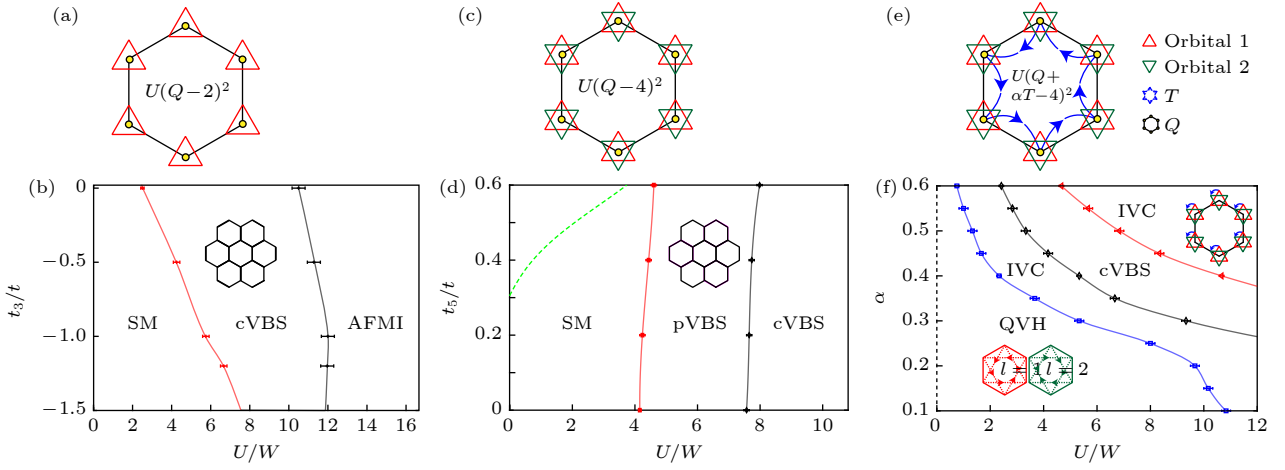 (a)
U(Q−2)²
(c)
U(Q−4)²
(e)
U(Q+
αT−4)²
Orbital 1
Orbital 2
T
Q
(b)
0
−0.5
−1.0
−1.5
t₃/t
SM
cVBS
AFMI
0 2 4 6 8 10 12 14 16
U/W
(d)
0.6
0.4
0.2
0
t₅/t
SM
pVBS
cVBS
0 2 4 6 8 10
U/W
(f)
0.6
0.5
0.4
0.3
0.2
0.1
α
IVC
IVC
cVBS
QVH
l = 1 l = 2
0 2 4 6 8 10 12
U/W